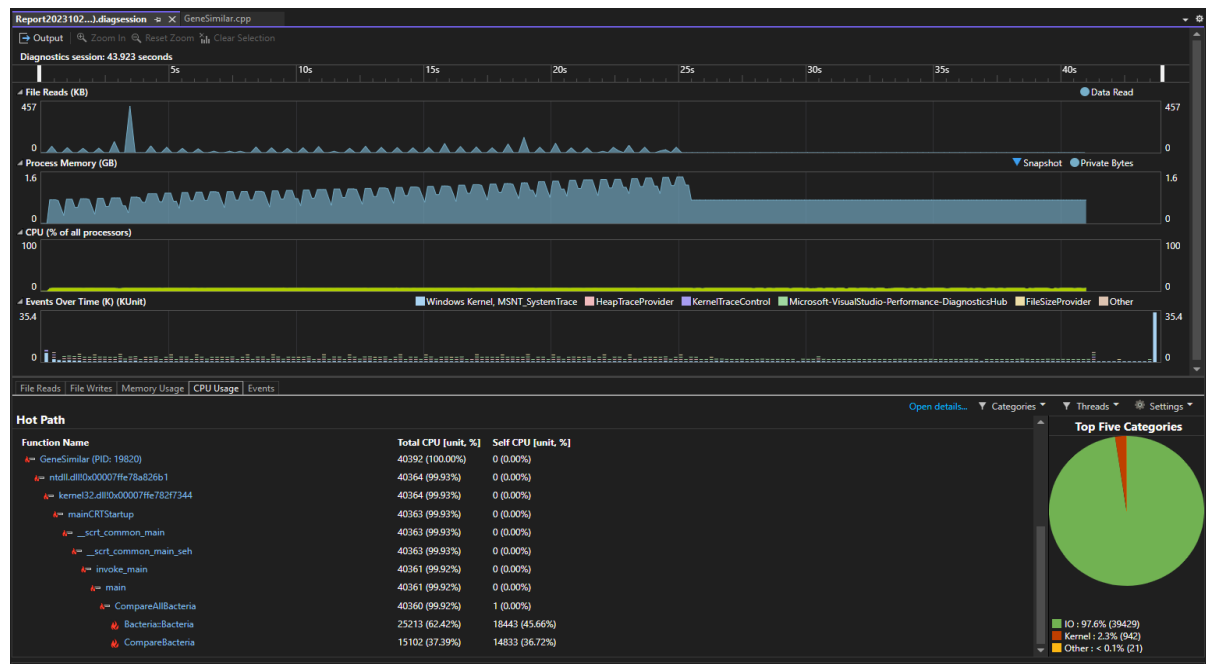 Report2023102...).diagsession GeneSimilar.cpp
Output Zoom In Reset Zoom Clear Selection
Diagnostics session: 43.923 seconds
5s 10s 15s 20s 25s 30s 35s 40s
File Reads (KB) Data Read
457 457
0 0
Process Memory (GB) Snapshot Private Bytes
1.6 1.6
0 0
CPU (% of all processors)
100 100
0 0
Events Over Time (K) (KUnit) Windows Kernel, MSNT_SystemTrace HeapTraceProvider KernelTraceControl Microsoft-VisualStudio-Performance-DiagnosticsHub FileSizeProvider Other
35.4 35.4
0 0
File Reads File Writes Memory Usage CPU Usage Events
Open details... Categories Threads Settings
Hot Path Top Five Categories
Function Name Total CPU [unit, %] Self CPU [unit, %]
GeneSimilar (PID: 19820) 40392 (100.00%) 0 (0.00%)
ntdll.dll!0x00007ffe78a826b1 40364 (99.93%) 0 (0.00%)
kernel32.dll!0x00007ffe782f7344 40364 (99.93%) 0 (0.00%)
mainCRTStartup 40363 (99.93%) 0 (0.00%)
__scrt_common_main 40363 (99.93%) 0 (0.00%)
__scrt_common_main_seh 40363 (99.93%) 0 (0.00%)
invoke_main 40361 (99.92%) 0 (0.00%)
main 40361 (99.92%) 0 (0.00%)
CompareAllBacteria 40360 (99.92%) 1 (0.00%)
Bacteria::Bacteria 25213 (62.42%) 18443 (45.66%)
CompareBacteria 15102 (37.39%) 14833 (36.72%)
IO : 97.6% (39429)
Kernel : 2.3% (942)
Other : < 0.1% (21)